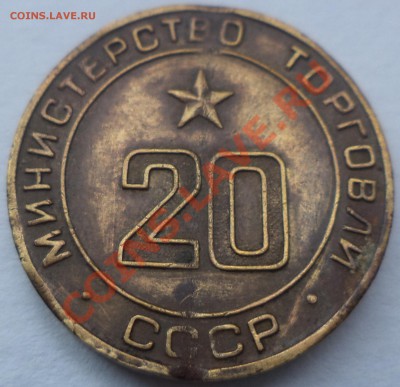 COINS.LAVE.RU
МИНИСТЕРСТВО ТОРГОВЛИ
20
· СССР ·
COINS.LAVE.RU